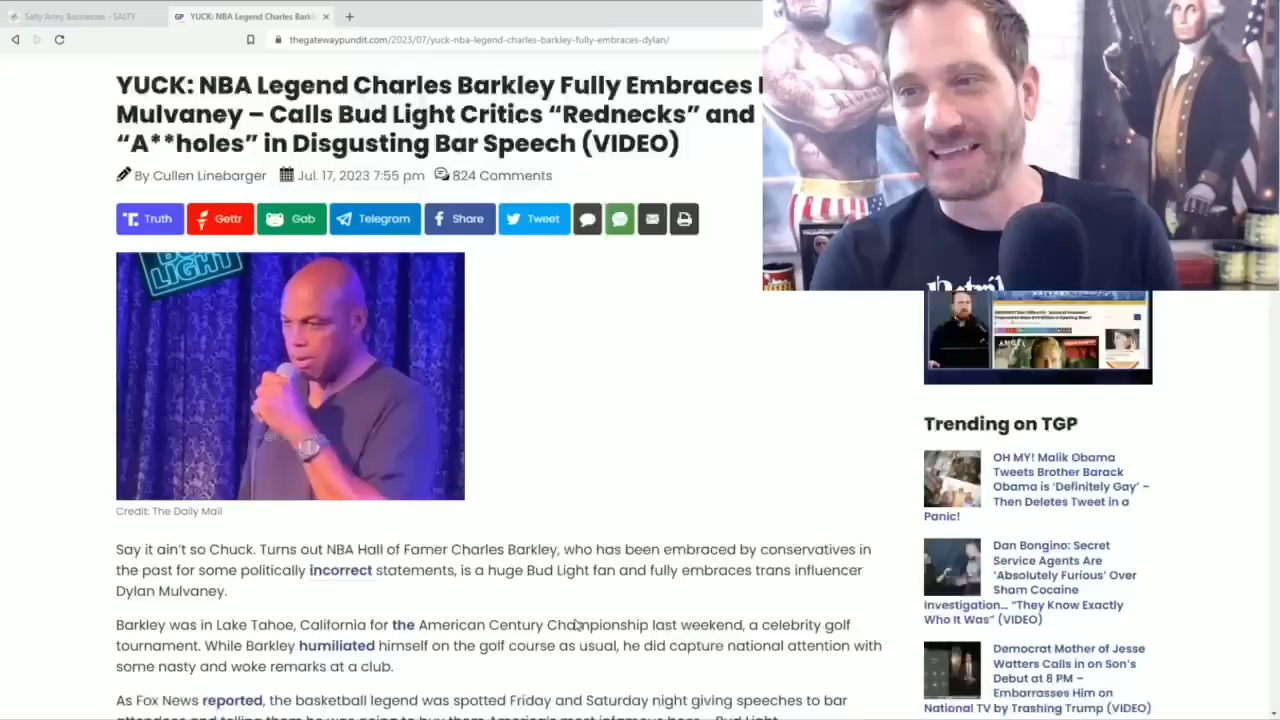 Salty Army Businesses - SALTY
GP YUCK: NBA Legend Charles Barkl
thegatewaypundit.com/2023/07/yuck-nba-legend-charles-barkley-fully-embraces-dylan/
YUCK: NBA Legend Charles Barkley Fully Embraces
Mulvaney – Calls Bud Light Critics “Rednecks” and
“A**holes” in Disgusting Bar Speech (VIDEO)
By Cullen Linebarger Jul. 17, 2023 7:55 pm 824 Comments
Truth Gettr Gab Telegram Share Tweet
LIGHT
Credit: The Daily Mail
Say it ain’t so Chuck. Turns out NBA Hall of Famer Charles Barkley, who has been embraced by conservatives in
the past for some politically incorrect statements, is a huge Bud Light fan and fully embraces trans influencer
Dylan Mulvaney.
Barkley was in Lake Tahoe, California for the American Century Championship last weekend, a celebrity golf
tournament. While Barkley humiliated himself on the golf course as usual, he did capture national attention with
some nasty and woke remarks at a club.
As Fox News reported, the basketball legend was spotted Friday and Saturday night giving speeches to bar
Trending on TGP
OH MY! Malik Obama
Tweets Brother Barack
Obama is ‘Definitely Gay’ –
Then Deletes Tweet in a
Panic!
Dan Bongino: Secret
Service Agents Are
‘Absolutely Furious’ Over
Sham Cocaine
Investigation… “They Know Exactly
Who It Was” (VIDEO)
Democrat Mother of Jesse
Watters Calls in on Son’s
Debut at 8 PM –
Embarrasses Him on
National TV by Trashing Trump (VIDEO)